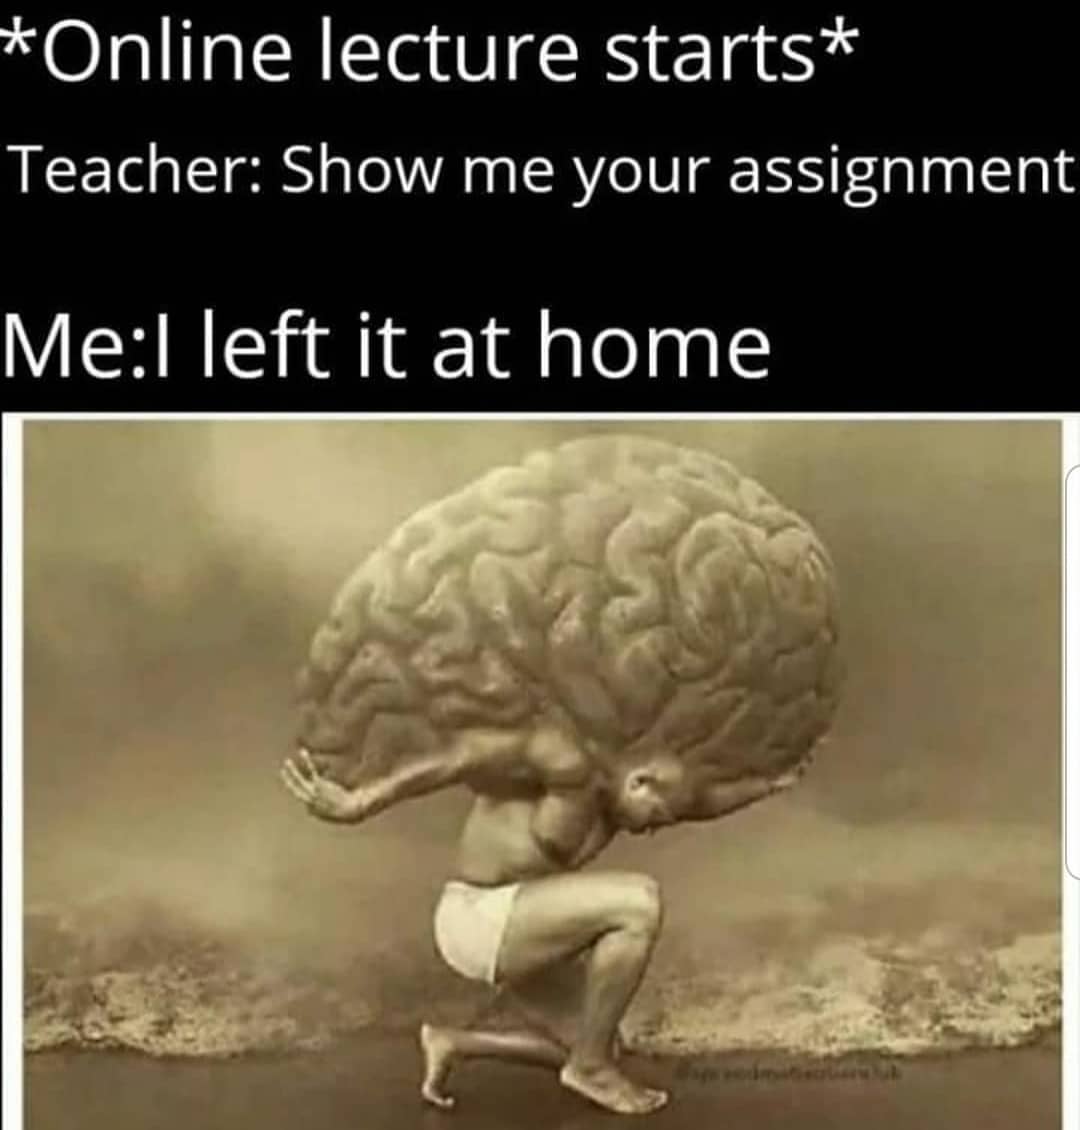 *Online lecture starts*
Teacher: Show me your assignment
Me:I left it at home